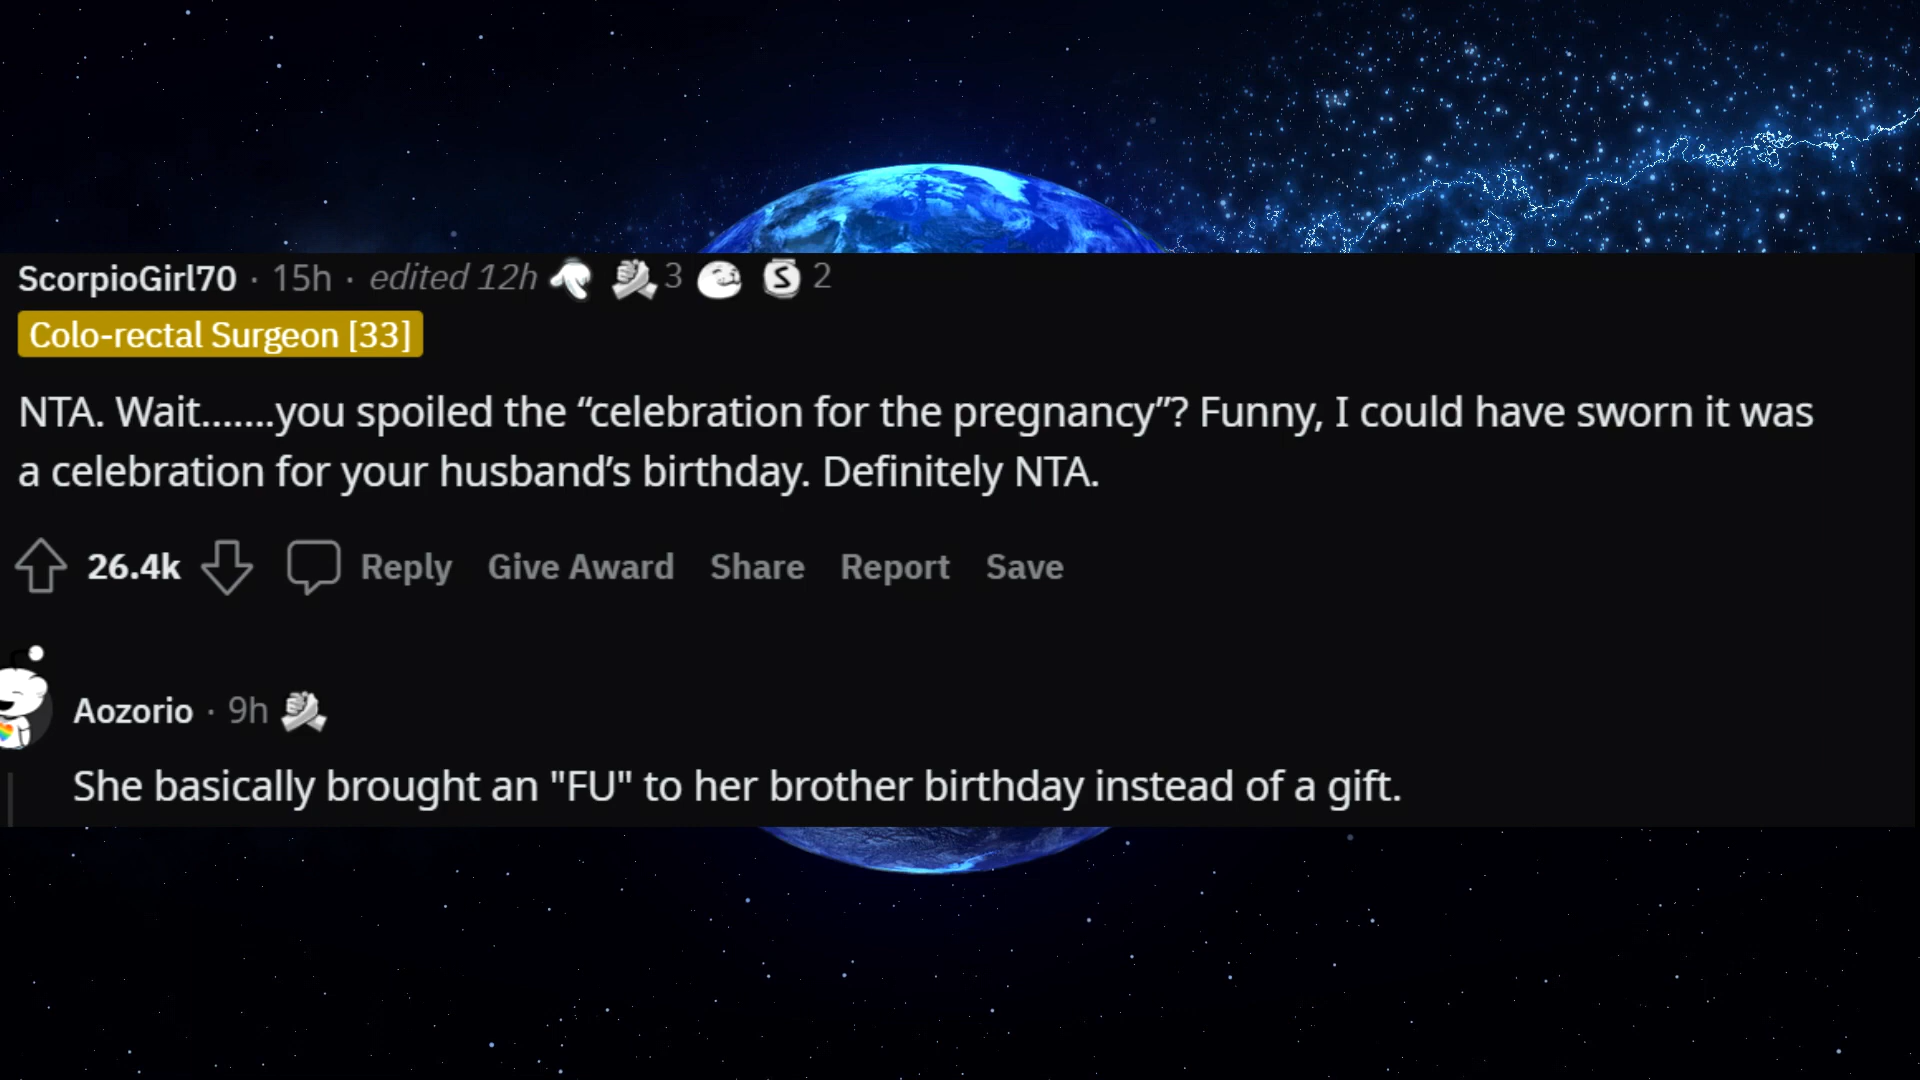 ScorpioGirl70 · 15h · edited 12h 3 S 2
Colo-rectal Surgeon [33]
NTA. Wait.......you spoiled the “celebration for the pregnancy”? Funny, I could have sworn it was
a celebration for your husband’s birthday. Definitely NTA.
26.4k Reply Give Award Share Report Save
Aozorio · 9h
She basically brought an "FU" to her brother birthday instead of a gift.